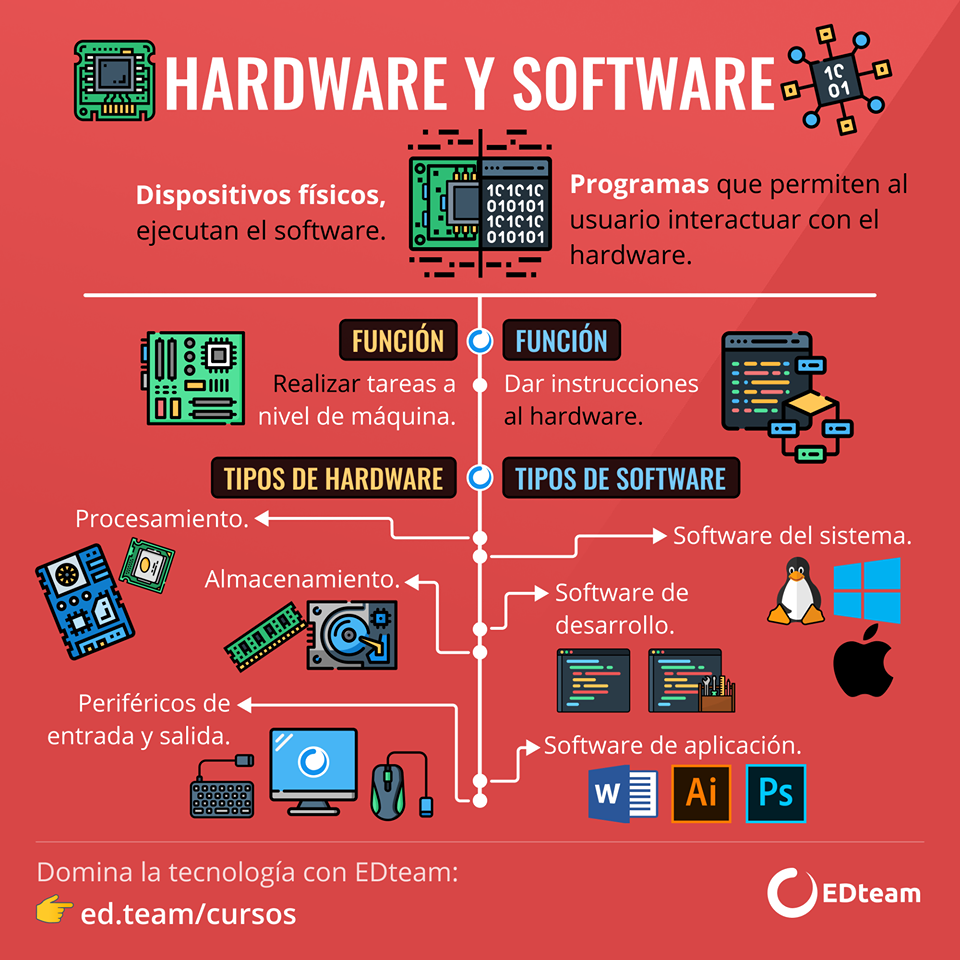 HARDWARE Y SOFTWARE
10
01
Dispositivos físicos,
ejecutan el software.
101010
010101
101010
010101
Programas que permiten al
usuario interactuar con el
hardware.
FUNCIÓN
Realizar tareas a
nivel de máquina.
FUNCIÓN
Dar instrucciones
al hardware.
TIPOS DE HARDWARE
Procesamiento.
Almacenamiento.
Periféricos de
entrada y salida.
TIPOS DE SOFTWARE
Software del sistema.
Software de
desarrollo.
Software de aplicación.
W
Ai
Ps
Domina la tecnología con EDteam:
ed.team/cursos
EDteam